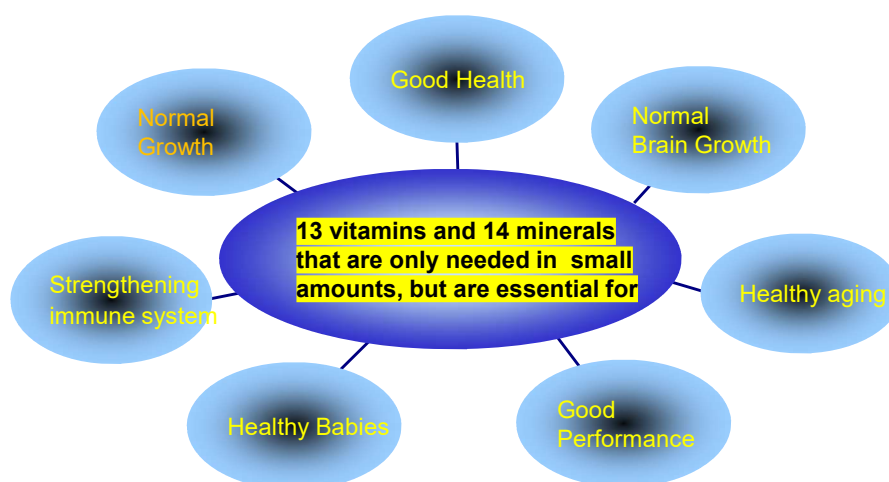 Good Health
Normal
Growth
Normal
Brain Growth
13 vitamins and 14 minerals
that are only needed in  small
amounts, but are essential for
Strengthening
immune system
Healthy aging
Healthy Babies
Good
Performance